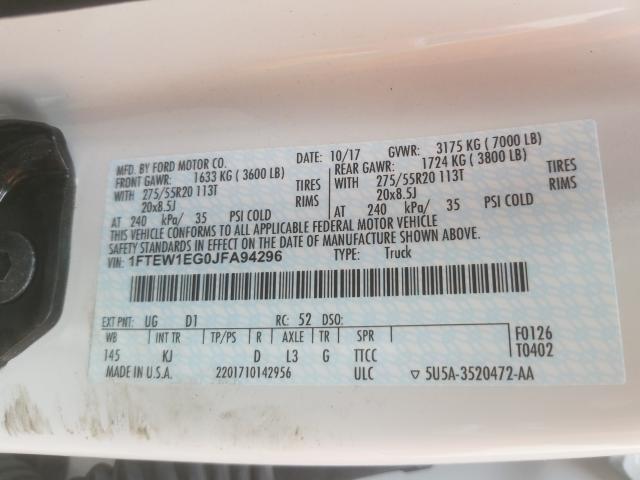 MFD. BY FORD MOTOR CO. DATE: 10/17 GVWR: 3175 KG ( 7000 LB)
FRONT GAWR: 1633 KG ( 3600 LB) REAR GAWR: 1724 KG ( 3800 LB)
WITH 275/55R20 113T TIRES WITH 275/55R20 113T TIRES
20x8.5J RIMS 20x8.5J RIMS
AT 240 kPa/ 35 PSI COLD AT 240 kPa/ 35 PSI COLD
THIS VEHICLE CONFORMS TO ALL APPLICABLE FEDERAL MOTOR VEHICLE
SAFETY STANDARDS IN EFFECT ON THE DATE OF MANUFACTURE SHOWN ABOVE.
VIN: 1FTEW1EG0JFA94296 TYPE: Truck
EXT PNT: UG D1 RC: 52 DSO: F0126
WB INT TR TP/PS R AXLE TR SPR T0402
145 KJ D L3 G TTCC
MADE IN U.S.A. 2201710142956 ULC ▽ 5U5A-3520472-AA